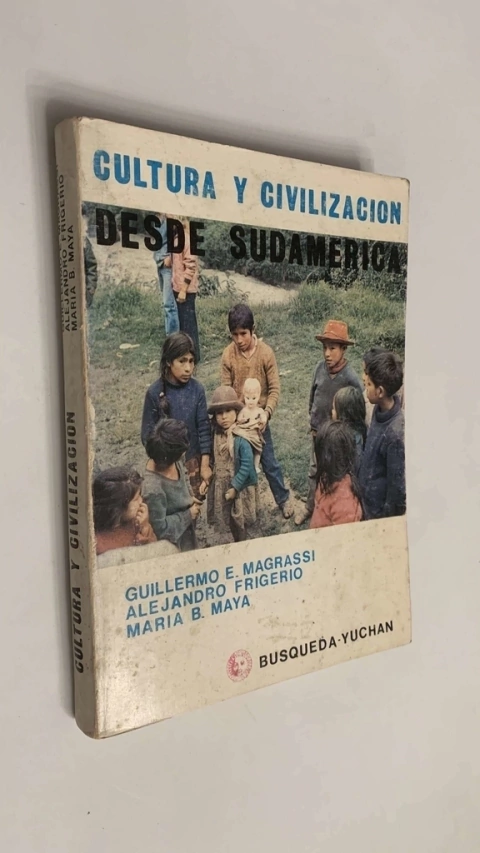 CULTURA Y CIVILIZACION
DESDE SUDAMERICA
GUILLERMO E. MAGRASSI
ALEJANDRO FRIGERIO
MARIA B. MAYA
BUSQUEDA-YUCHAN
ALEJANDRO FRIGERIO
MARIA B. MAYA
CULTURA Y CIVILIZACION